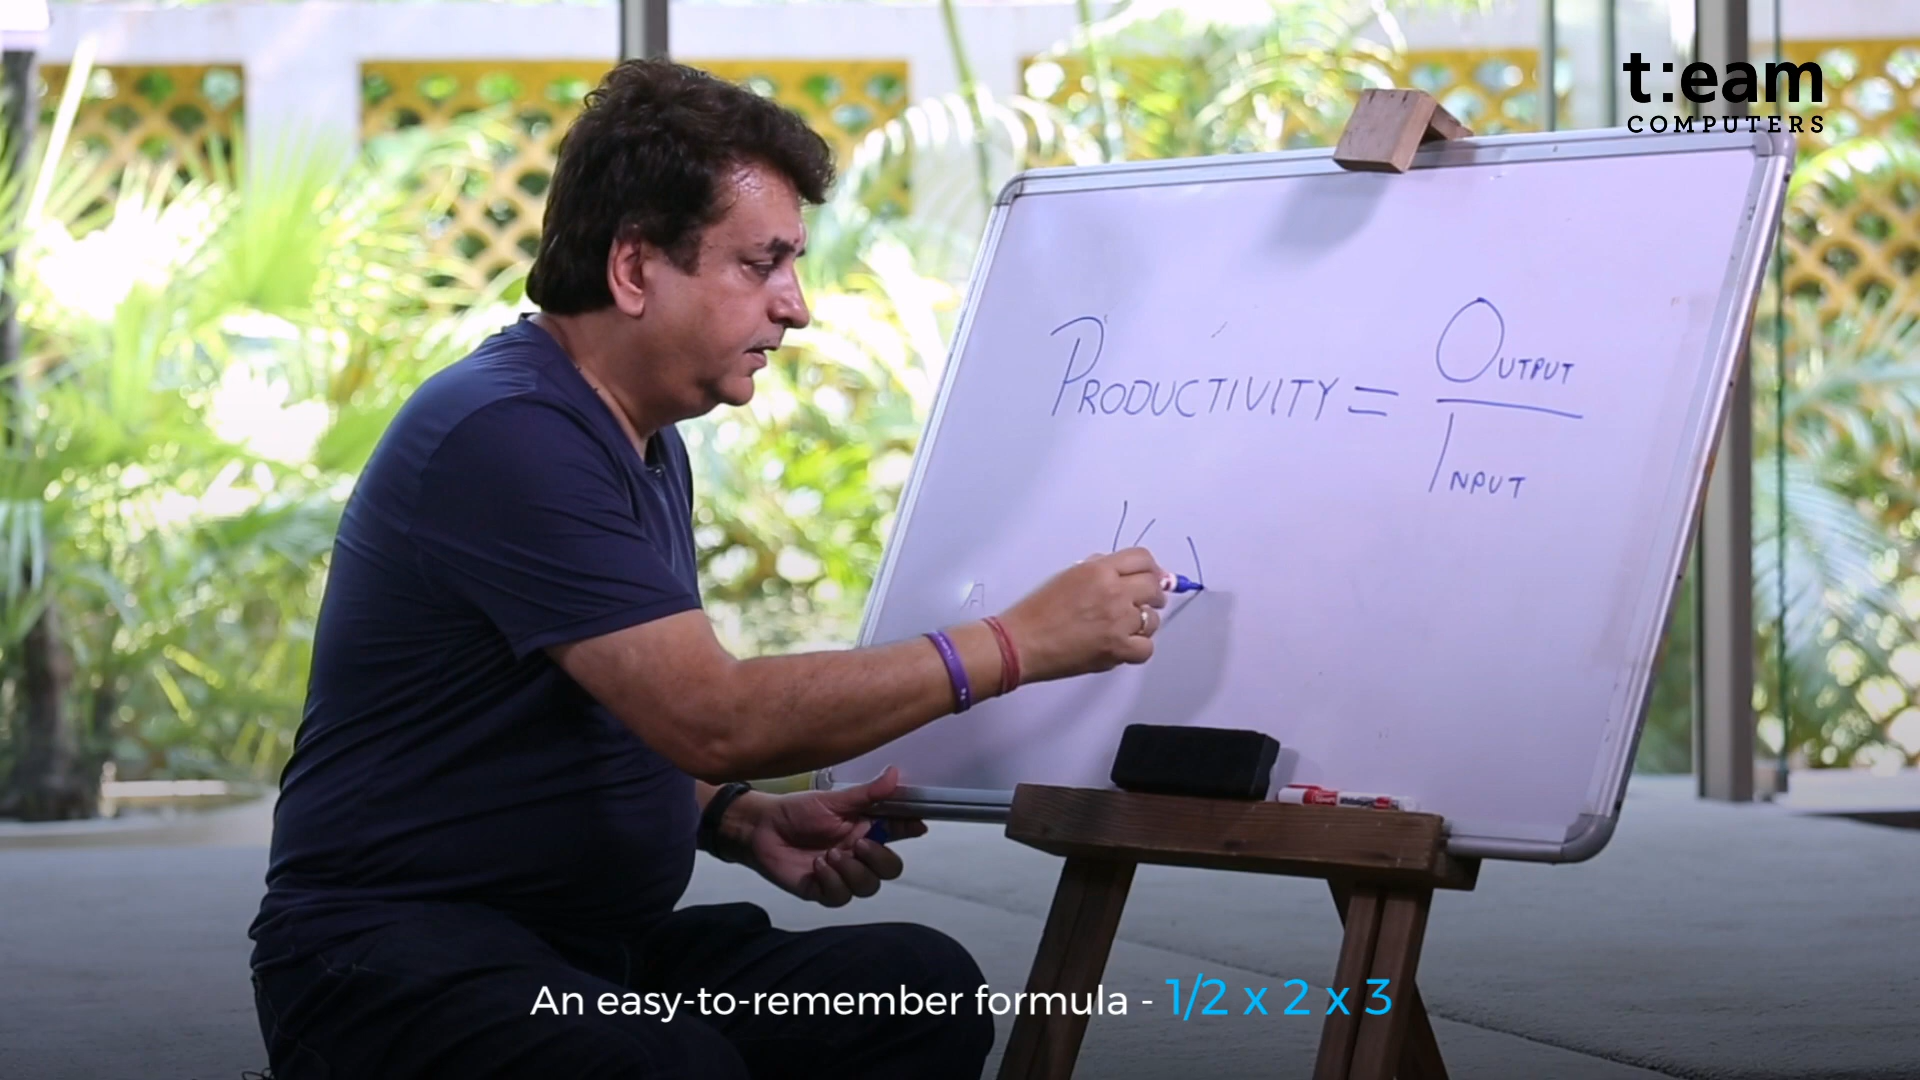 t:eam
COMPUTERS
PRODUCTIVITY = OUTPUT
INPUT
A
An easy-to-remember formula - 1/2 x 2 x 3